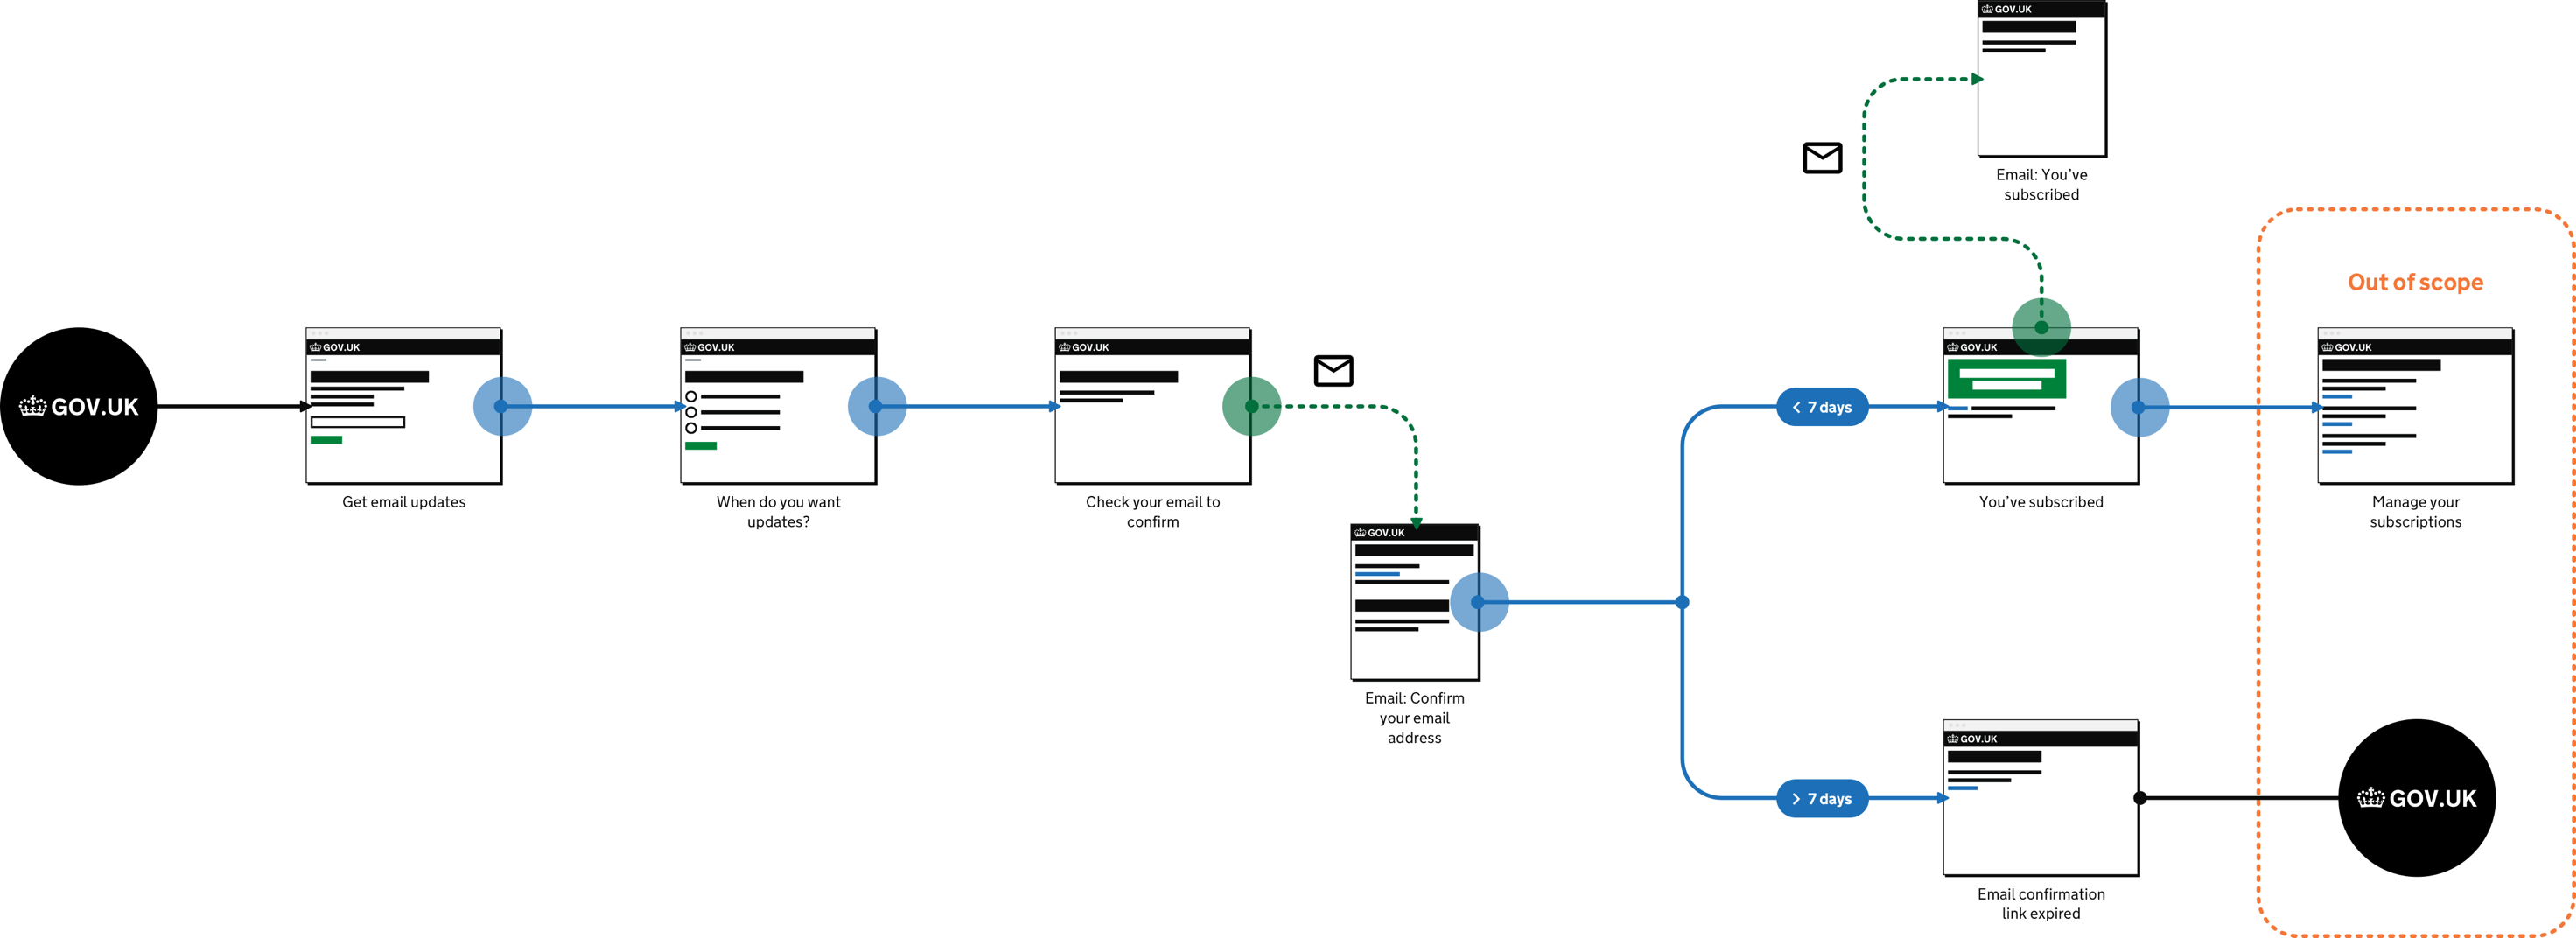 GOV.UK
Email: You've
subscribed
Out of scope
GOV.UK
GOV.UK
Get email updates
GOV.UK
When do you want
updates?
GOV.UK
Check your email to
confirm
GOV.UK
Email: Confirm
your email
address
< 7 days
GOV.UK
You've subscribed
GOV.UK
Manage your
subscriptions
> 7 days
GOV.UK
Email confirmation
link expired
GOV.UK